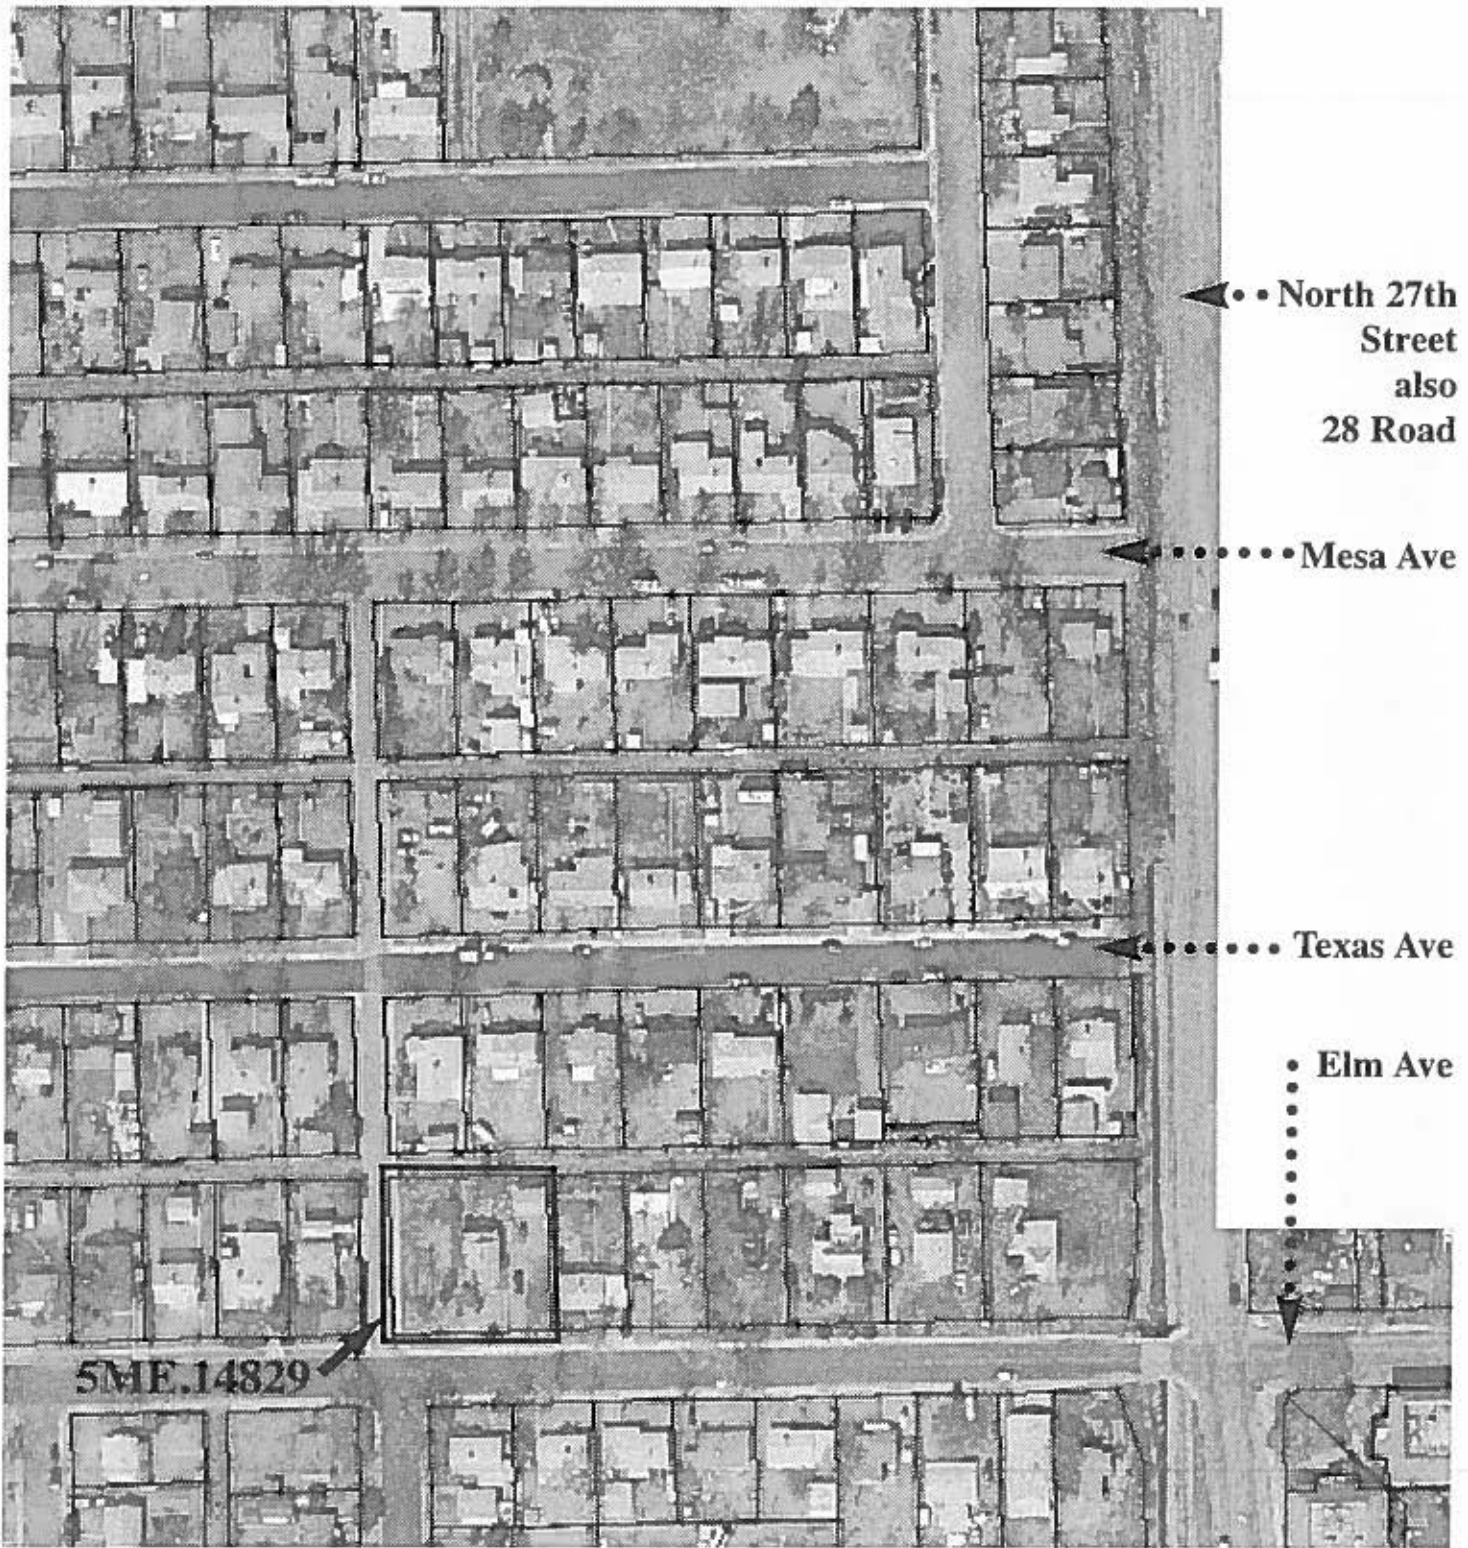 North 27th
Street
also
28 Road
Mesa Ave
Texas Ave
Elm Ave
5ME.14829